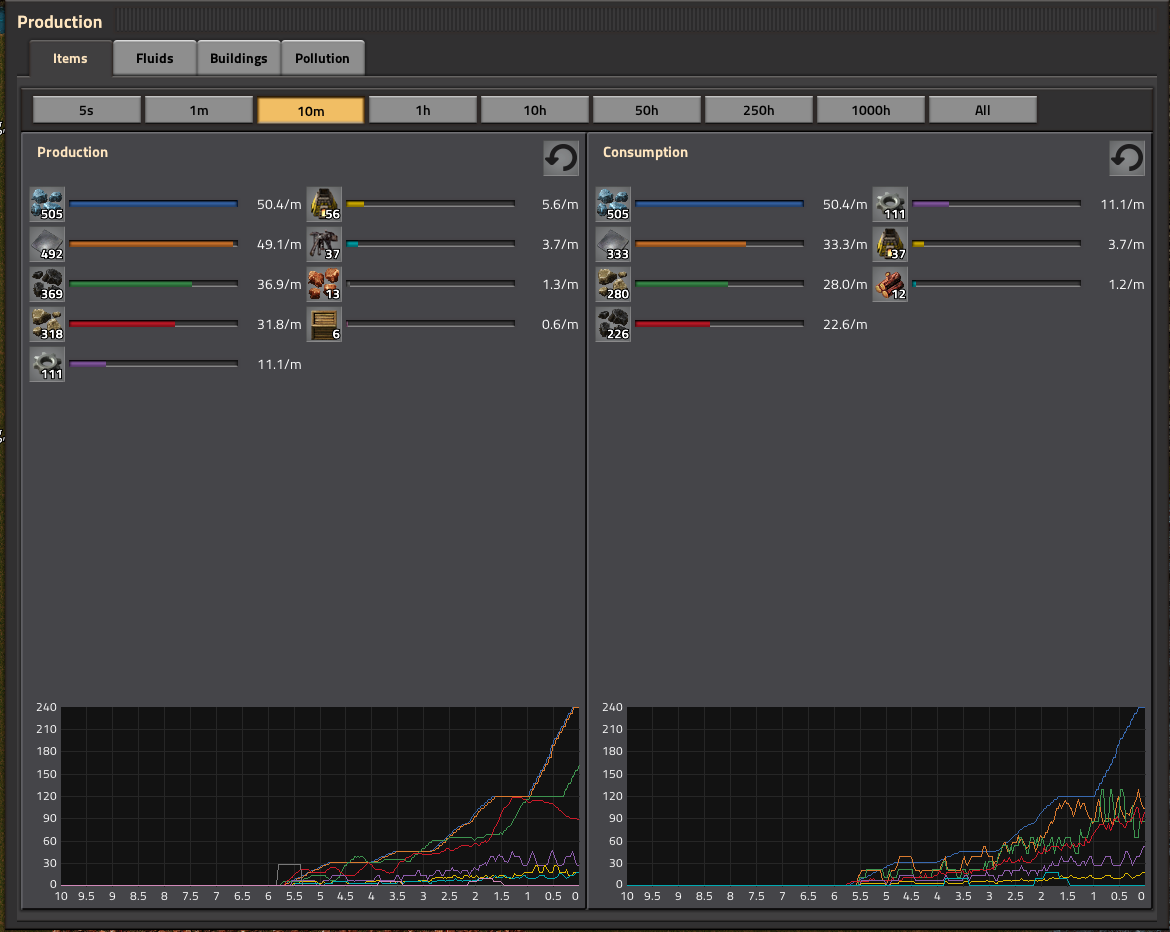 Production
Items Fluids Buildings Pollution
5s 1m 10m 1h 10h 50h 250h 1000h All
Production
505 50.4/m 56 5.6/m
492 49.1/m 37 3.7/m
369 36.9/m 13 1.3/m
318 31.8/m 6 0.6/m
111 11.1/m
240
210
180
150
120
90
60
30
0
10 9.5 9 8.5 8 7.5 7 6.5 6 5.5 5 4.5 4 3.5 3 2.5 2 1.5 1 0.5 0
Consumption
505 50.4/m 111 11.1/m
333 33.3/m 37 3.7/m
280 28.0/m 12 1.2/m
226 22.6/m
240
210
180
150
120
90
60
30
0
10 9.5 9 8.5 8 7.5 7 6.5 6 5.5 5 4.5 4 3.5 3 2.5 2 1.5 1 0.5 0